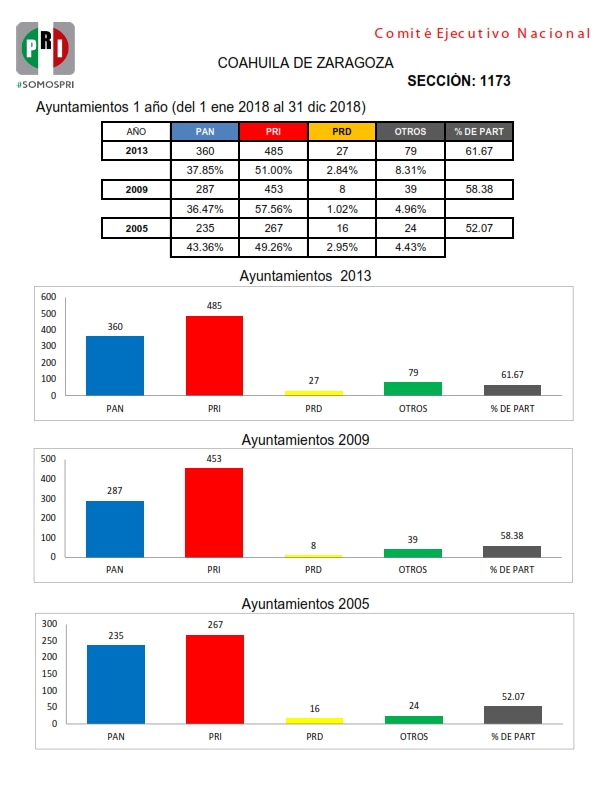 Comité Ejecutivo Nacional
PRI
#SOMOSPRI
COAHUILA DE ZARAGOZA
SECCIÓN: 1173
Ayuntamientos 1 año (del 1 ene 2018 al 31 dic 2018)
AÑO PAN PRI PRD OTROS % DE PART
2013 360 485 27 79 61.67
37.85% 51.00% 2.84% 8.31%
2009 287 453 8 39 58.38
36.47% 57.56% 1.02% 4.96%
2005 235 267 16 24 52.07
43.36% 49.26% 2.95% 4.43%
Ayuntamientos 2013
600
500
400
300
200
100
0
360 485 27 79 61.67
PAN PRI PRD OTROS % DE PART
Ayuntamientos 2009
500
400
300
200
100
0
287 453 8 39 58.38
PAN PRI PRD OTROS % DE PART
Ayuntamientos 2005
300
250
200
150
100
50
0
235 267 16 24 52.07
PAN PRI PRD OTROS % DE PART